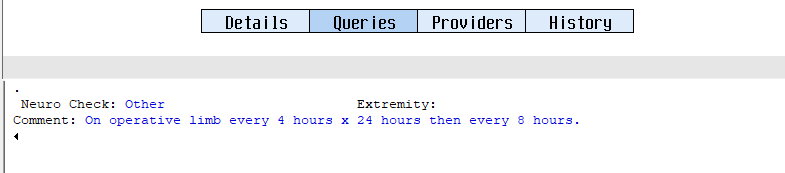 Details Queries Providers History
.
Neuro Check: Other Extremity:
Comment: On operative limb every 4 hours x 24 hours then every 8 hours.